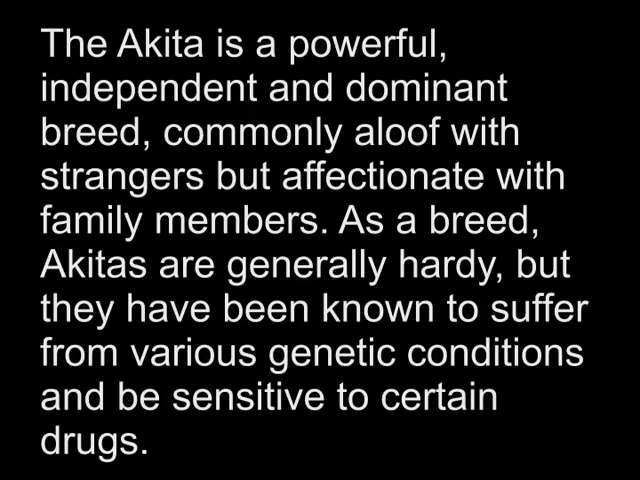 The Akita is a powerful,
independent and dominant
breed, commonly aloof with
strangers but affectionate with
family members. As a breed,
Akitas are generally hardy, but
they have been known to suffer
from various genetic conditions
and be sensitive to certain
drugs.